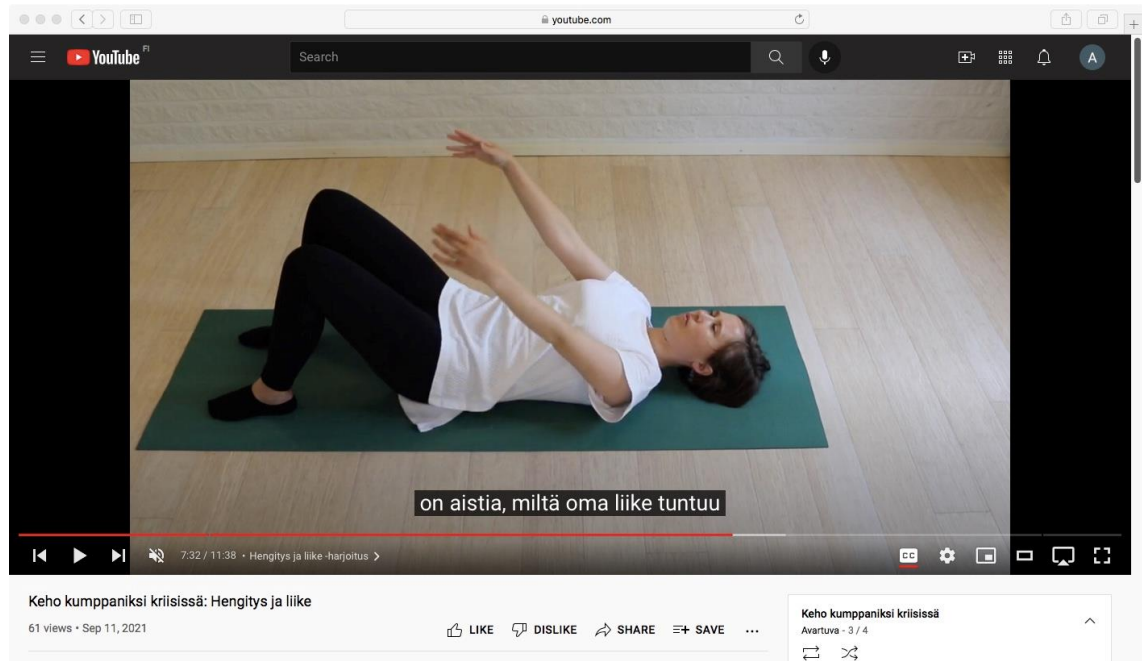 youtube.com
YouTube FI
Search
A
on aistia, miltä oma liike tuntuu
7:32 / 11:38 • Hengitys ja liike -harjoitus >
CC
Keho kumppaniksi kriisissä: Hengitys ja liike
61 views • Sep 11, 2021
LIKE DISLIKE SHARE SAVE ...
Keho kumppaniksi kriisissä
Avartuva - 3 / 4